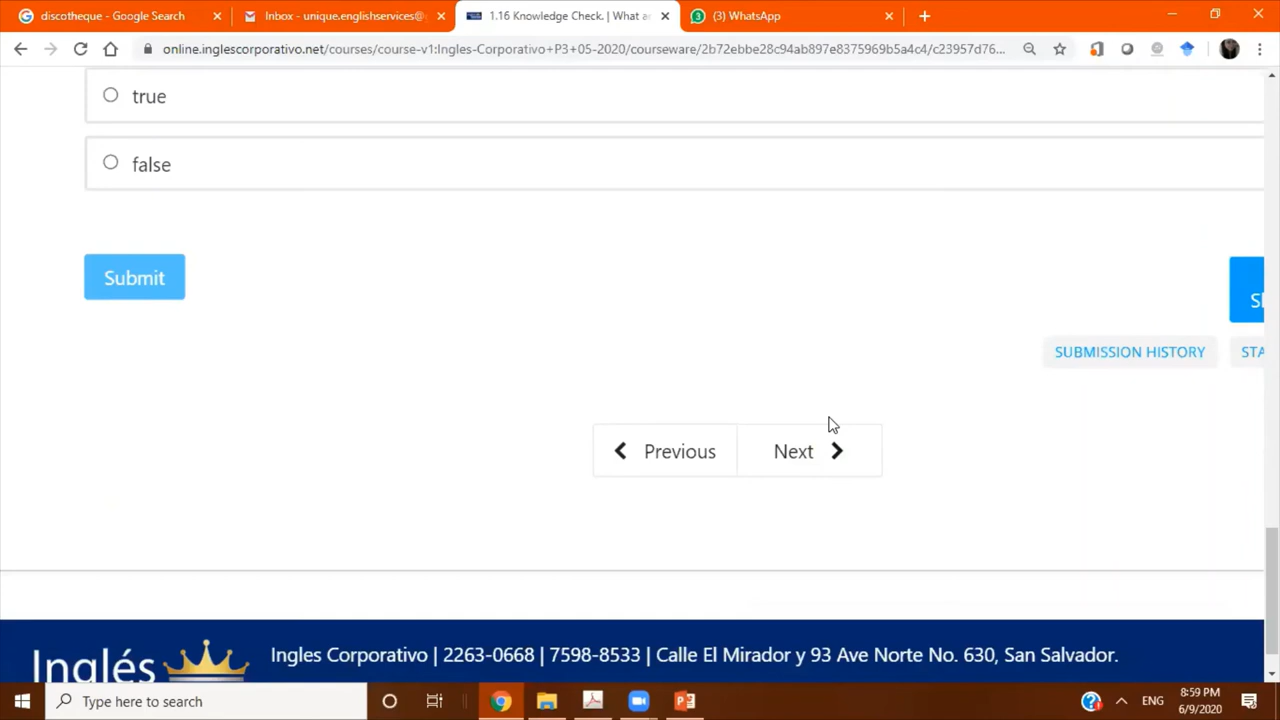 discotheque - Google Search
Inbox - unique.englishservices@
1.16 Knowledge Check. | What a
(3) WhatsApp
online.inglescorporativo.net/courses/course-v1:Ingles-Corporativo+P3+05-2020/courseware/2b72ebbe28c94ab897e8375969b5a4c4/c23957d76...
true
false
Submit
SUBMISSION HISTORY
Previous
Next
Inglés
Ingles Corporativo | 2263-0668 | 7598-8533 | Calle El Mirador y 93 Ave Norte No. 630, San Salvador.
Type here to search
ENG
8:59 PM
6/9/2020